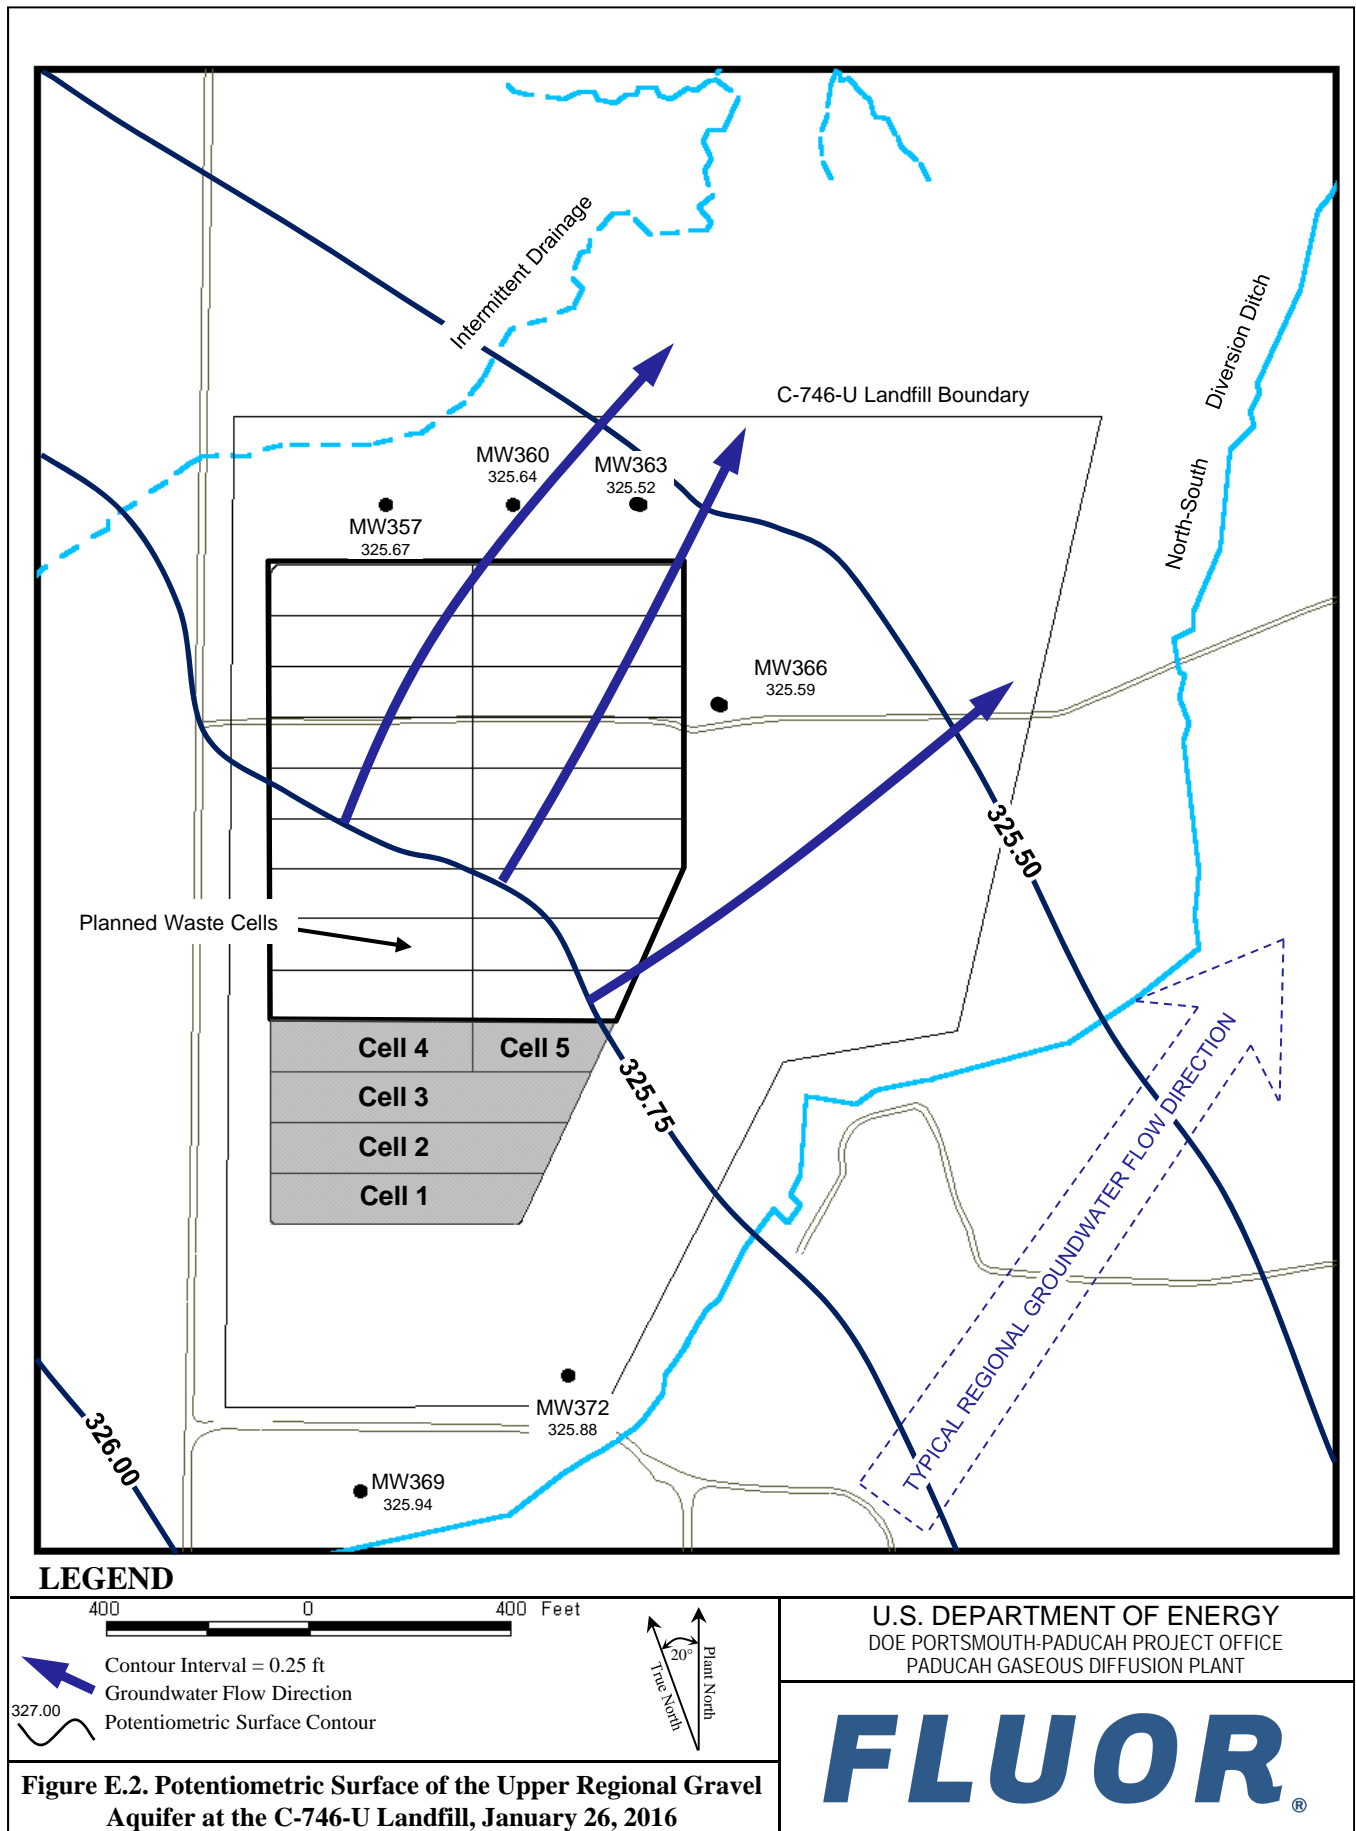 Intermittent Drainage
Diversion Ditch
C-746-U Landfill Boundary
MW360
325.64
MW363
325.52
North-South
MW357
325.67
MW366
325.59
325.50
Planned Waste Cells
Cell 4
Cell 5
325.75
Cell 3
Cell 2
Cell 1
TYPICAL REGIONAL GROUNDWATER FLOW DIRECTION
MW372
325.88
326.00
MW369
325.94
LEGEND
400 0 400 Feet
Contour Interval = 0.25 ft
Groundwater Flow Direction
327.00
Potentiometric Surface Contour
20°
True North
Plant North
Figure E.2. Potentiometric Surface of the Upper Regional Gravel
Aquifer at the C-746-U Landfill, January 26, 2016
U.S. DEPARTMENT OF ENERGY
DOE PORTSMOUTH-PADUCAH PROJECT OFFICE
PADUCAH GASEOUS DIFFUSION PLANT
FLUOR®